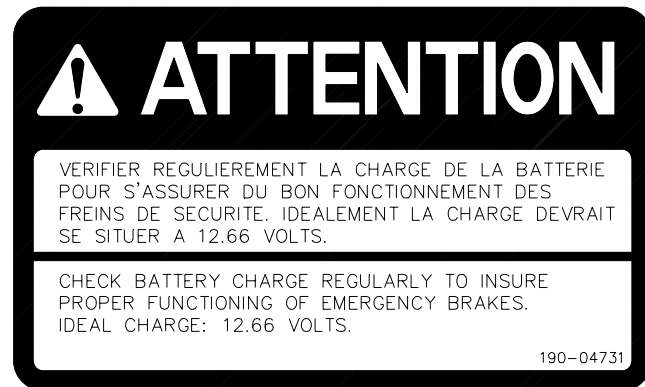 ATTENTION
VERIFIER REGULIEREMENT LA CHARGE DE LA BATTERIE
POUR S'ASSURER DU BON FONCTIONNEMENT DES
FREINS DE SECURITE. IDEALEMENT LA CHARGE DEVRAIT
SE SITUER A 12.66 VOLTS.
CHECK BATTERY CHARGE REGULARLY TO INSURE
PROPER FUNCTIONING OF EMERGENCY BRAKES.
IDEAL CHARGE: 12.66 VOLTS.
190-04731